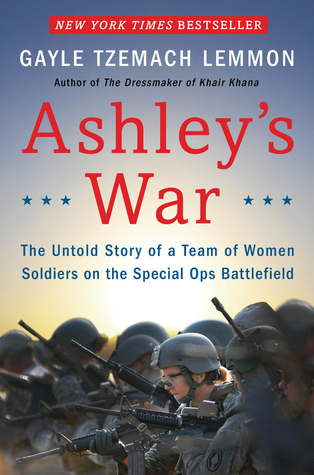 NEW YORK TIMES BESTSELLER
GAYLE TZEMACH LEMMON
Author of The Dressmaker of Khair Khana
Ashley's
War
The Untold Story of a Team of Women
Soldiers on the Special Ops Battlefield